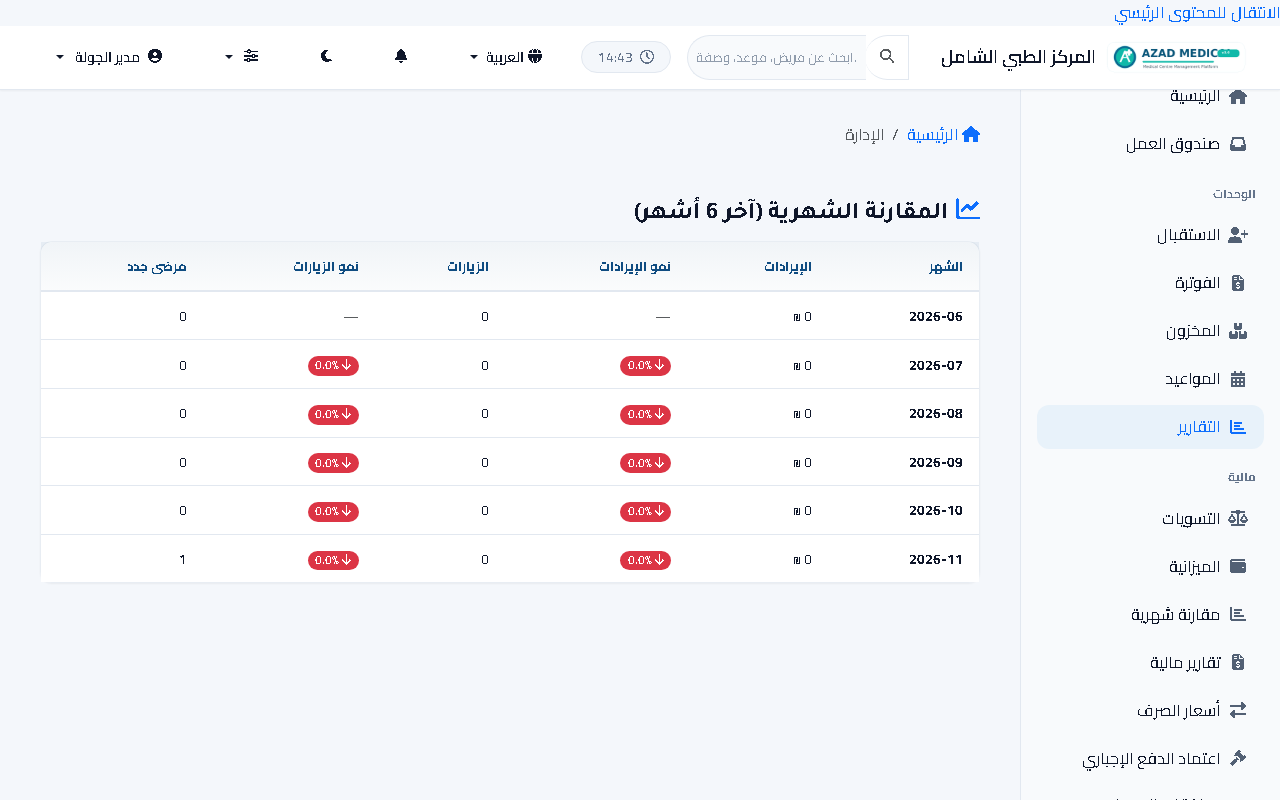 الانتقال للمحتوى الرئيسي
AZAD MEDIC
Medical Centre Management Platform
المركز الطبي الشامل
ابحث عن مريض، موعد، وصفة..
14:43
العربية
مدير الجولة
الرئيسية
صندوق العمل
الوحدات
الاستقبال
الفوترة
المخزون
المواعيد
التقارير
مالية
التسويات
الميزانية
مقارنة شهرية
تقارير مالية
أسعار الصرف
اعتماد الدفع الإجباري
الرئيسية / الإدارة
المقارنة الشهرية (آخر 6 أشهر)
الشهر الإيرادات نمو الإيرادات الزيارات نمو الزيارات مرضى جدد
2026-06 0 ₪ — 0 — 0
2026-07 0 ₪ ↓ 0.0% 0 ↓ 0.0% 0
2026-08 0 ₪ ↓ 0.0% 0 ↓ 0.0% 0
2026-09 0 ₪ ↓ 0.0% 0 ↓ 0.0% 0
2026-10 0 ₪ ↓ 0.0% 0 ↓ 0.0% 0
2026-11 0 ₪ ↓ 0.0% 0 ↓ 0.0% 1